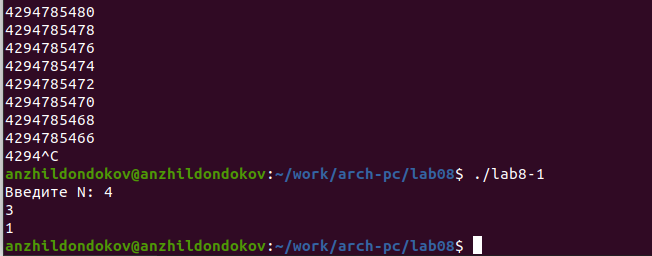 4294785480
4294785478
4294785476
4294785474
4294785472
4294785470
4294785468
4294785466
4294^C
anzhildondokov@anzhildondokov:~/work/arch-pc/lab08$ ./lab8-1
Введите N: 4
3
1
anzhildondokov@anzhildondokov:~/work/arch-pc/lab08$